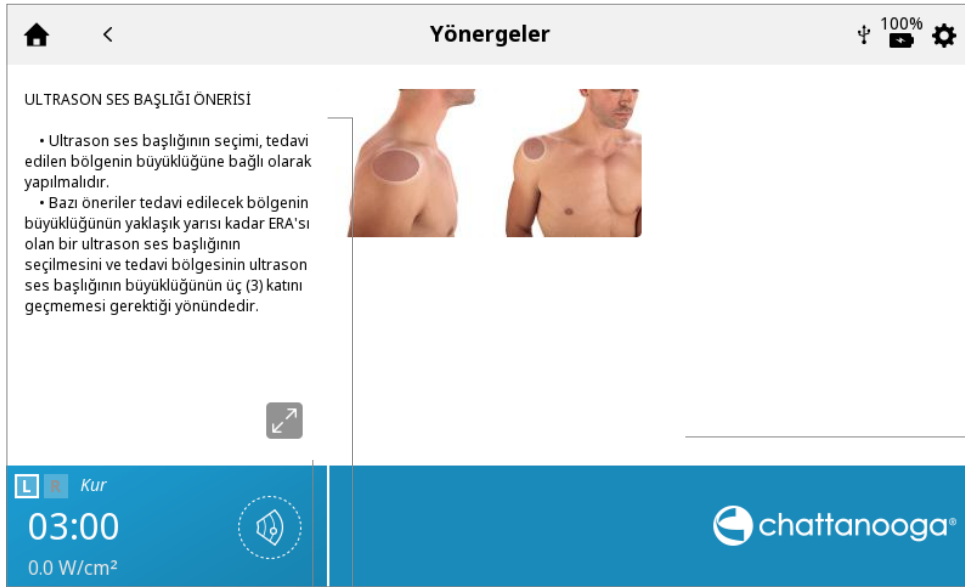 Yönergeler
100%
ULTRASON SES BAŞLIĞI ÖNERİSİ
• Ultrason ses başlığının seçimi, tedavi
edilen bölgenin büyüklüğüne bağlı olarak
yapılmalıdır.
• Bazı öneriler tedavi edilecek bölgenin
büyüklüğünün yaklaşık yarısı kadar ERA'sı
olan bir ultrason ses başlığının
seçilmesini ve tedavi bölgesinin ultrason
ses başlığının büyüklüğünün üç (3) katını
geçmemesi gerektiği yönündedir.
L R Kur
03:00
0.0 W/cm²
chattanooga®